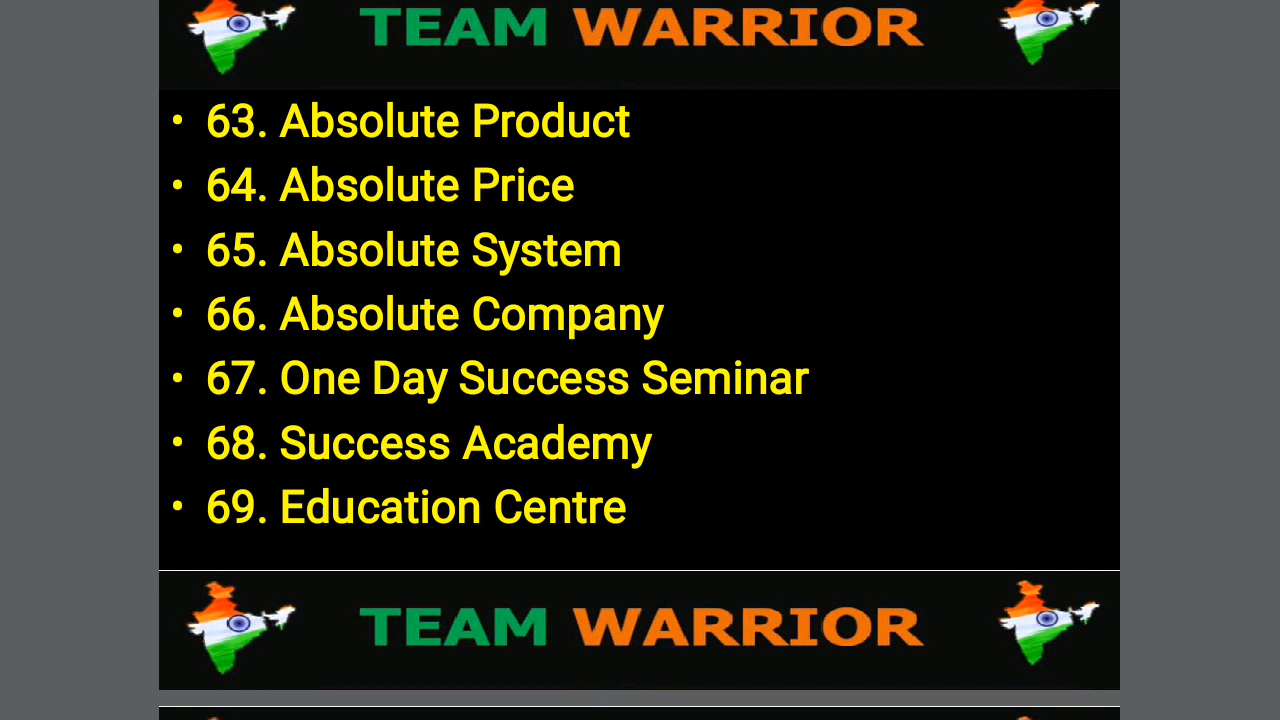 TEAM WARRIOR
• 63. Absolute Product
• 64. Absolute Price
• 65. Absolute System
• 66. Absolute Company
• 67. One Day Success Seminar
• 68. Success Academy
• 69. Education Centre
TEAM WARRIOR